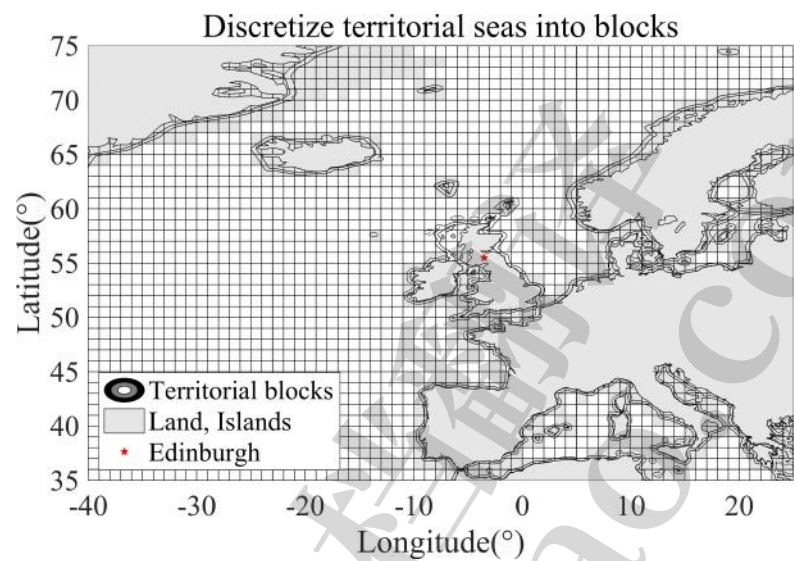 Discretize territorial seas into blocks
Latitude(°)
75
70
65
60
55
50
45
40
35
Territorial blocks
Land, Islands
Edinburgh
-40 -30 -20 -10 0 10 20
Longitude(°)